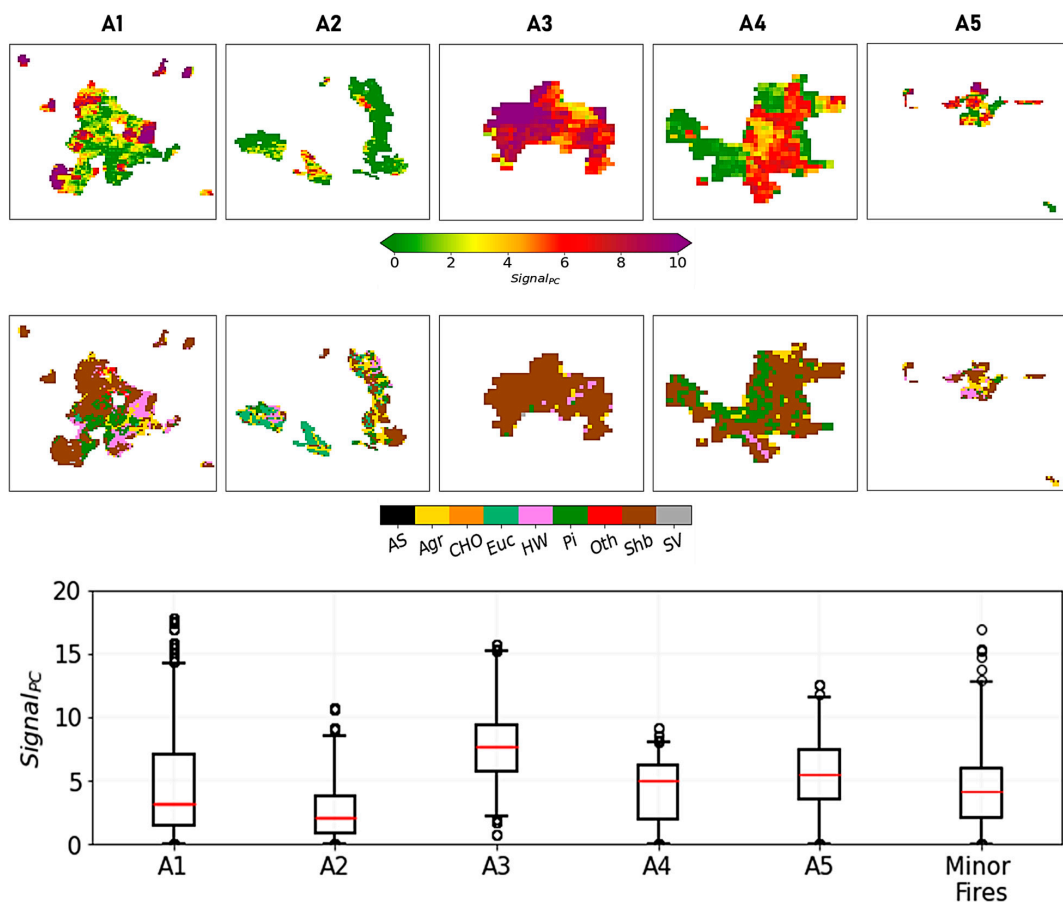 A1 A2 A3 A4 A5
0 2 4 6 8 10
Signal_PC
AS Agr CHO Euc HW Pi Oth Shb SV
20
15
10
5
0
Signal_PC
A1 A2 A3 A4 A5 Minor
Fires